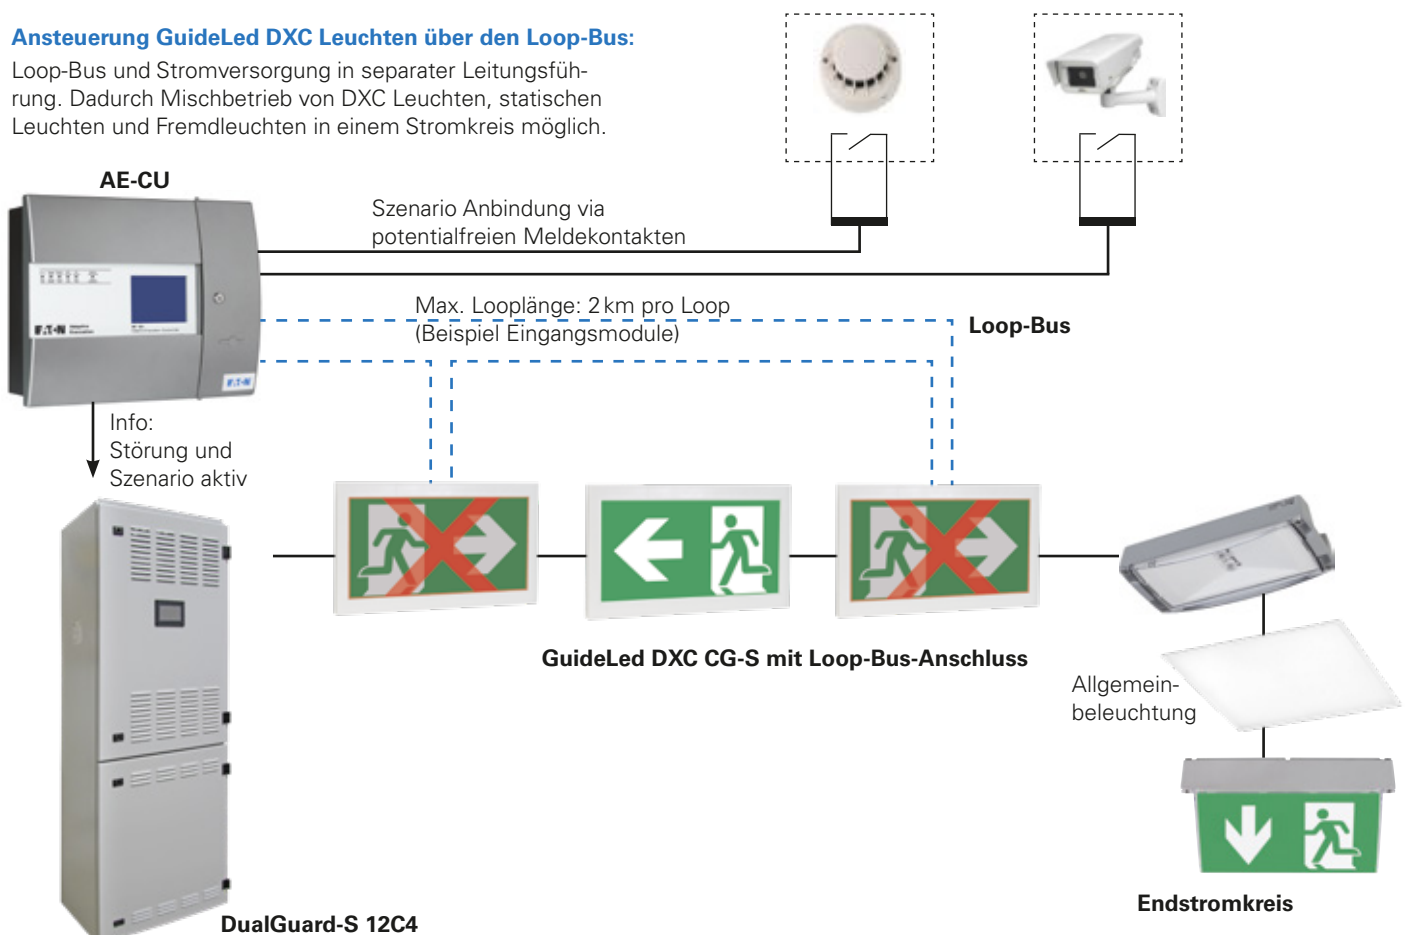 Ansteuerung GuideLed DXC Leuchten über den Loop-Bus:
Loop-Bus und Stromversorgung in separater Leitungsfüh-
rung. Dadurch Mischbetrieb von DXC Leuchten, statischen
Leuchten und Fremdleuchten in einem Stromkreis möglich.
AE-CU
Szenario Anbindung via
potentialfreien Meldekontakten
Max. Looplänge: 2 km pro Loop
(Beispiel Eingangsmodule)
Loop-Bus
EATON
EATON
Info:
Störung und
Szenario aktiv
GuideLed DXC CG-S mit Loop-Bus-Anschluss
Allgemein-
beleuchtung
Endstromkreis
DualGuard-S 12C4